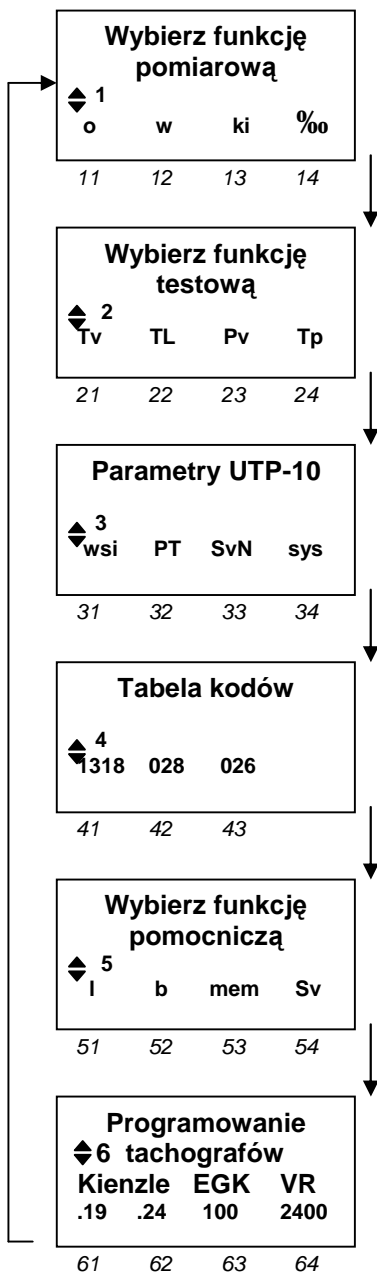 Wybierz funkcję
pomiarową
1
o w ki ‰
11 12 13 14
Wybierz funkcję
testową
2
Tv TL Pv Tp
21 22 23 24
Parametry UTP-10
3
wsi PT SvN sys
31 32 33 34
Tabela kodów
4
1318 028 026
41 42 43
Wybierz funkcję
pomocniczą
5
l b mem Sv
51 52 53 54
Programowanie
6 tachografów
Kienzle EGK VR
.19 .24 100 2400
61 62 63 64